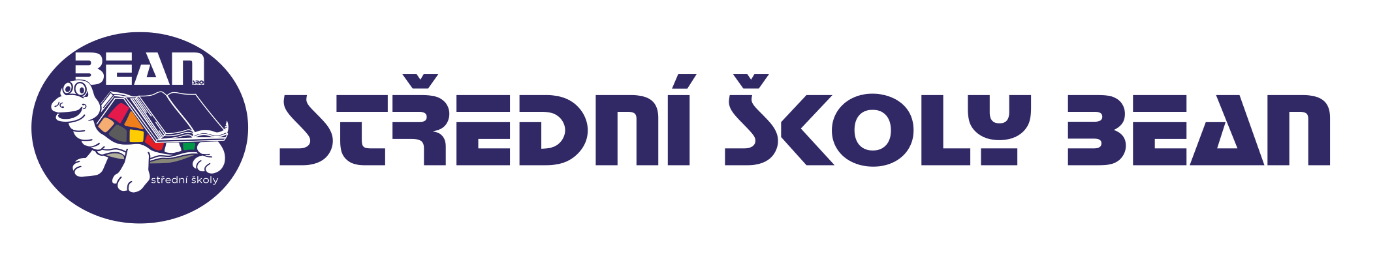 BEAN
s.r.o.
střední školy
STŘEDNÍ ŠKOLY BEAN